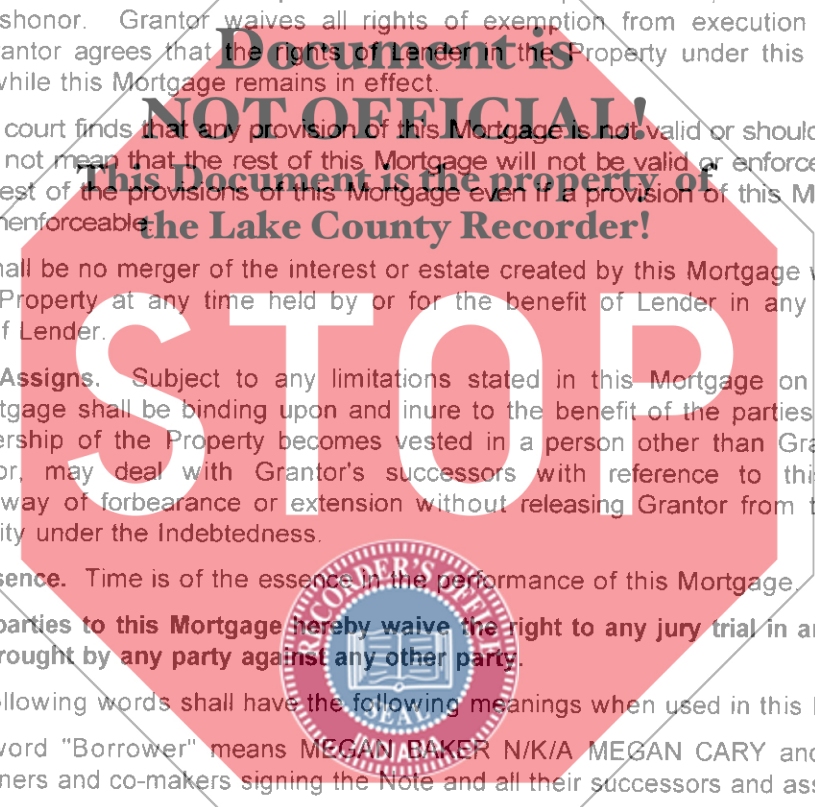 shonor. Grantor waives all rights of exemption from execution
antor agrees that the rights of Lender in the Property under this
while this Mortgage remains in effect.
court finds that any provision of this Mortgage is not valid or should
not mean that the rest of this Mortgage will not be valid or enforce
est of the provisions of this Mortgage even if a provision of this M
nenforceable.
Document is
NOT OFFICIAL!
This Document is the property of
the Lake County Recorder!
hall be no merger of the interest or estate created by this Mortgage
Property at any time held by or for the benefit of Lender in any
f Lender.
STOP
Assigns. Subject to any limitations stated in this Mortgage on
tgage shall be binding upon and inure to the benefit of the parties
ership of the Property becomes vested in a person other than Gra
or, may deal with Grantor's successors with reference to thi
way of forbearance or extension without releasing Grantor from t
ity under the Indebtedness.
sence. Time is of the essence in the performance of this Mortgage.
parties to this Mortgage hereby waive the right to any jury trial in a
rought by any party against any other party.
ollowing words shall have the following meanings when used in this
word "Borrower" means MEGAN BAKER N/K/A MEGAN CARY and
ners and co-makers signing the Note and all their successors and ass
RECORDER'S OFFICE
SEAL
INDIANA